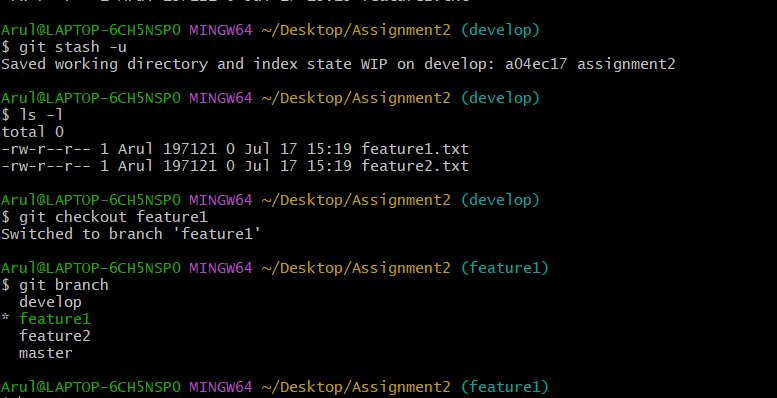 Arul@LAPTOP-6CH5NSP0 MINGW64 ~/Desktop/Assignment2 (develop)
$ git stash -u
Saved working directory and index state WIP on develop: a04ec17 assignment2
Arul@LAPTOP-6CH5NSP0 MINGW64 ~/Desktop/Assignment2 (develop)
$ ls -l
total 0
-rw-r--r-- 1 Arul 197121 0 Jul 17 15:19 feature1.txt
-rw-r--r-- 1 Arul 197121 0 Jul 17 15:19 feature2.txt
Arul@LAPTOP-6CH5NSP0 MINGW64 ~/Desktop/Assignment2 (develop)
$ git checkout feature1
Switched to branch 'feature1'
Arul@LAPTOP-6CH5NSP0 MINGW64 ~/Desktop/Assignment2 (feature1)
$ git branch
  develop
* feature1
  feature2
  master
Arul@LAPTOP-6CH5NSP0 MINGW64 ~/Desktop/Assignment2 (feature1)